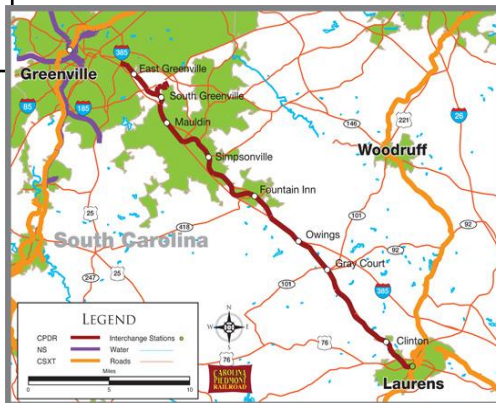 385
East Greenville
Greenville
South Greenville
85
185
Mauldin
26
146
221
Simpsonville
Woodruff
Fountain Inn
25
101
418
92
South Carolina
Owings
92
Gray Court
247
25
101
385
LEGEND
CPDR
Interchange Stations
NS
Water
CSXT
Roads
Miles
0
5
10
N
W
E
S
76
76
Clinton
CAROLINA
PIEDMONT
RAILROAD
Laurens